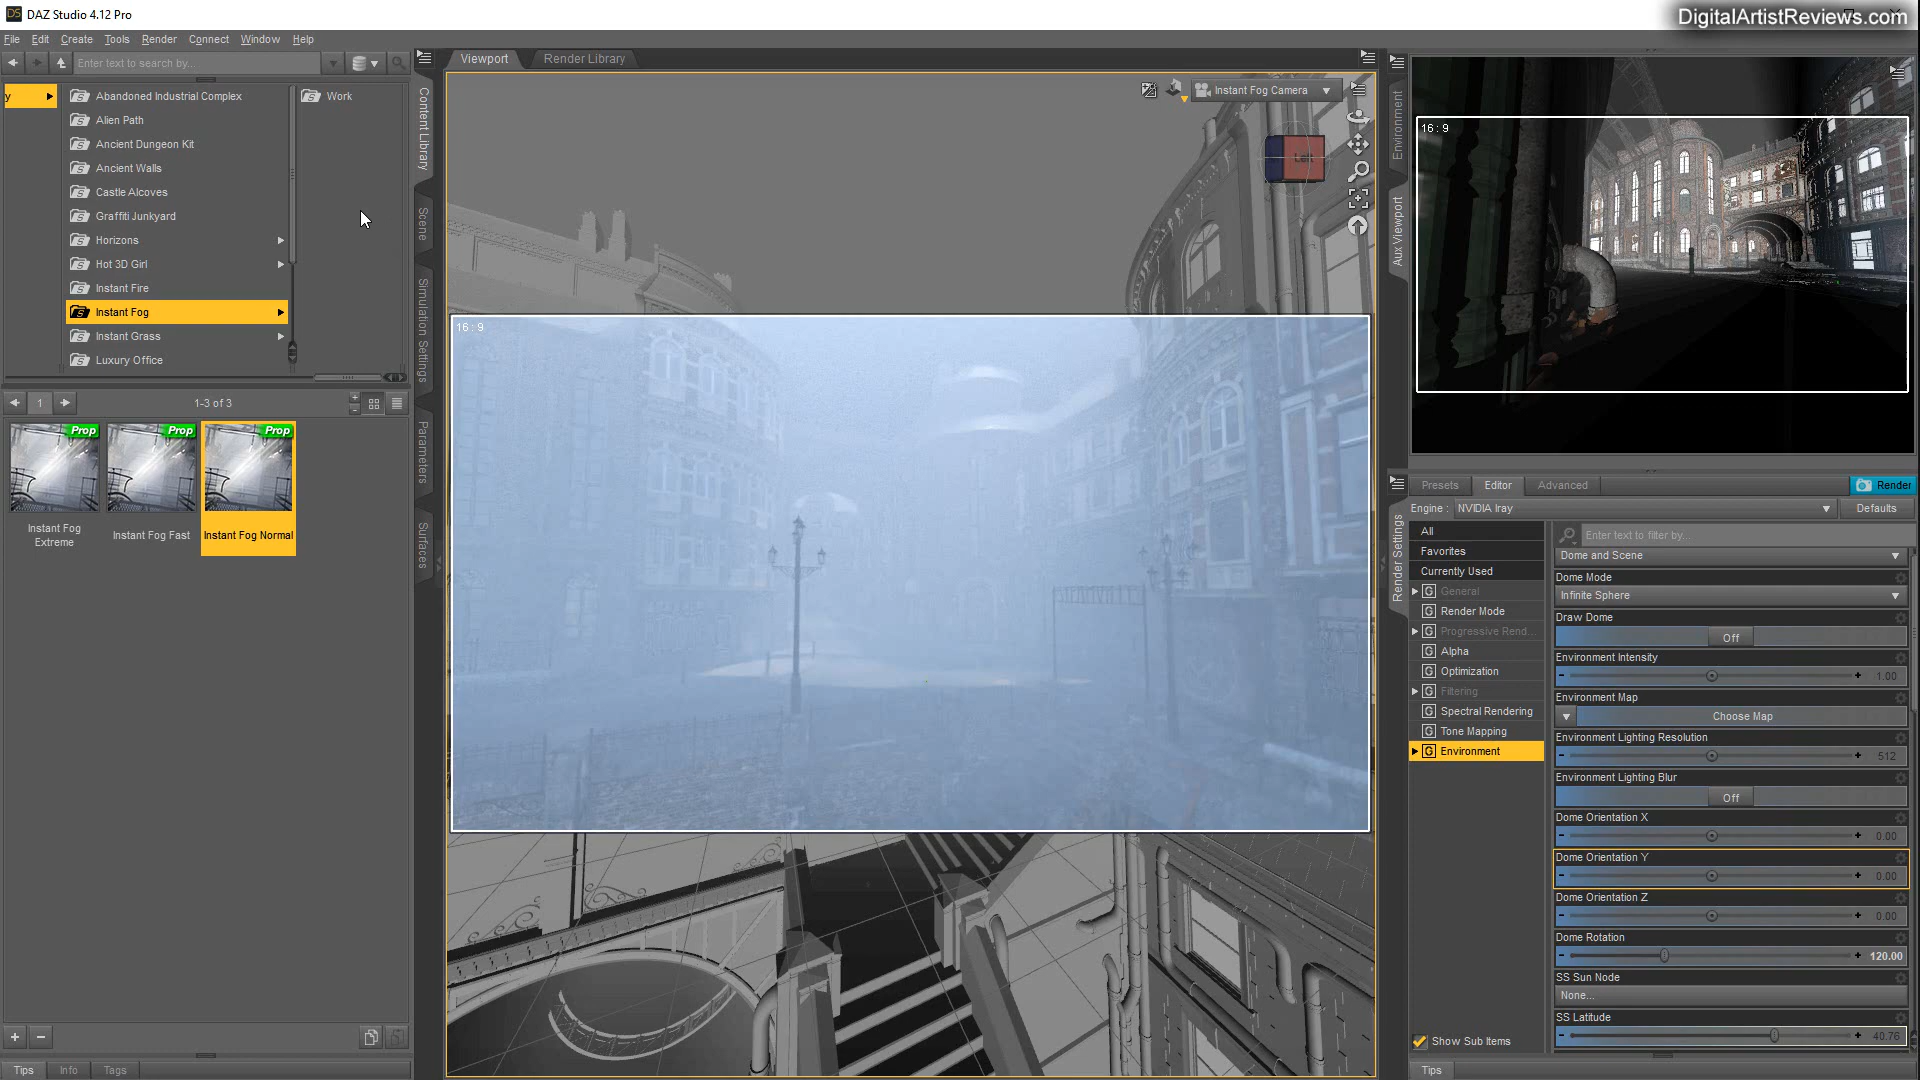 DAZ Studio 4.12 Pro
DigitalArtistReviews.com
File Edit Create Tools Render Connect Window Help
Enter text to search by...
y
Abandoned Industrial Complex
Alien Path
Ancient Dungeon Kit
Ancient Walls
Castle Alcoves
Graffiti Junkyard
Horizons
Hot 3D Girl
Instant Fire
Instant Fog
Instant Grass
Luxury Office
Work
1
1-3 of 3
Prop
Prop
Prop
Instant Fog Extreme
Instant Fog Fast
Instant Fog Normal
Tips Info Tags
Content Library
Scene
Simulation Settings
Parameters
Surfaces
Viewport Render Library
Instant Fog Camera
16 : 9
Environment
Aux Viewport
16 : 9
Render Settings
Presets Editor Advanced Render
Engine : NVIDIA Iray Defaults
All
Favorites
Currently Used
G General
G Render Mode
G Progressive Rend...
G Alpha
G Optimization
G Filtering
G Spectral Rendering
G Tone Mapping
G Environment
Show Sub Items
Enter text to filter by...
Dome and Scene
Dome Mode
Infinite Sphere
Draw Dome
Off
Environment Intensity
1.00
Environment Map
Choose Map
Environment Lighting Resolution
512
Environment Lighting Blur
Off
Dome Orientation X
0.00
Dome Orientation Y
0.00
Dome Orientation Z
0.00
Dome Rotation
120.00
SS Sun Node
None...
SS Latitude
40.76
Tips